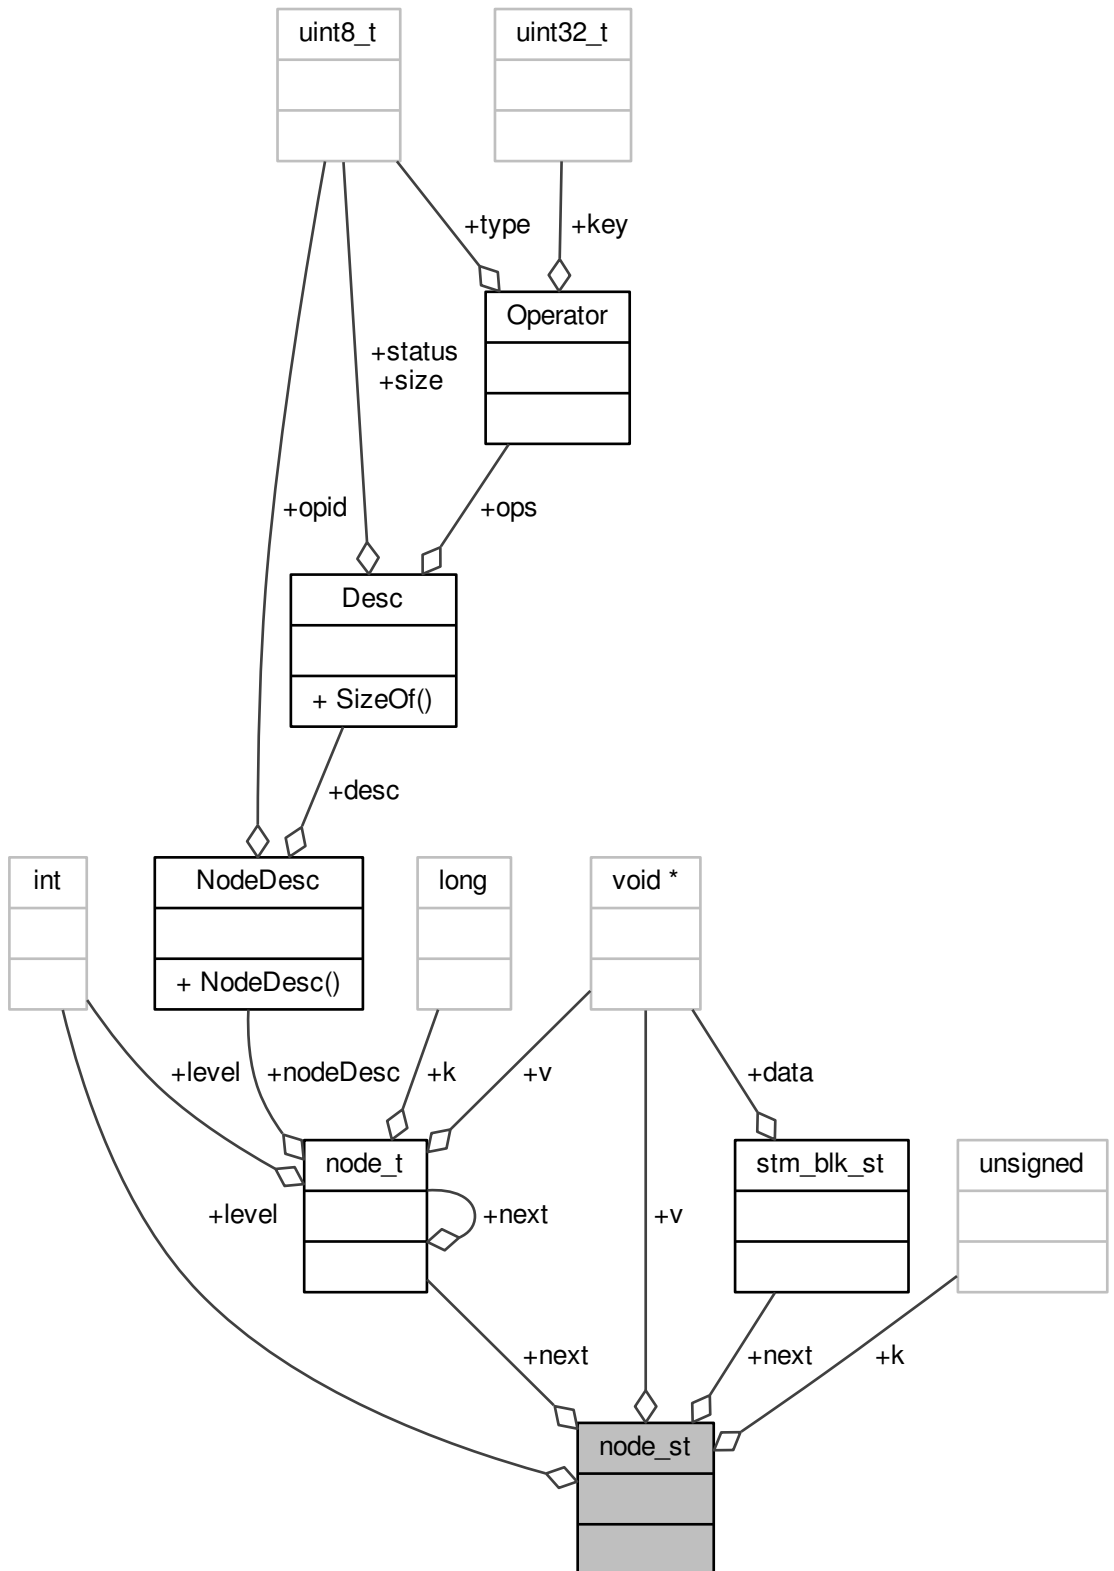 uint8_t
uint32_t
+type
+key
Operator
+status
+size
+opid
+ops
Desc
+ SizeOf()
+desc
int
NodeDesc
long
void *
+ NodeDesc()
+level
+nodeDesc
+k
+v
+data
node_t
stm_blk_st
unsigned
+level
+next
+v
+next
+next
+k
node_st